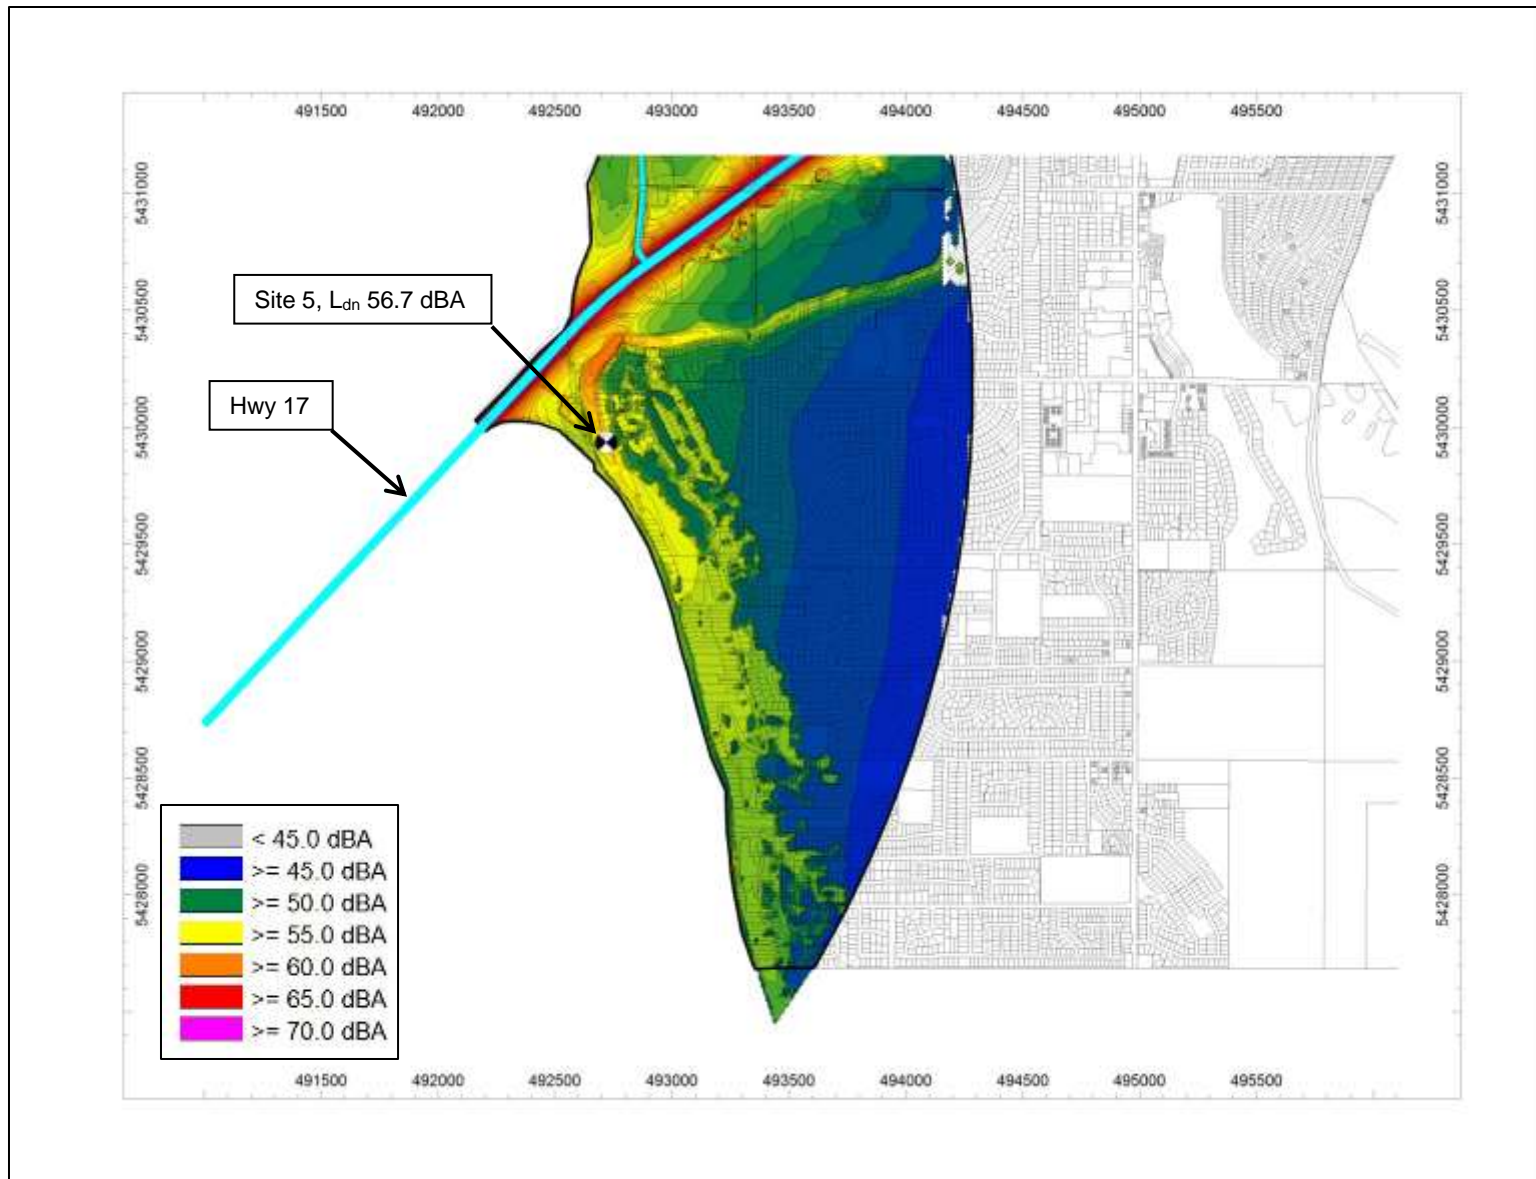 491500 492000 492500 493000 493500 494000 494500 495000 495500
5431000 5431000
5430500 5430500
Site 5, Ldn 56.7 dBA
Hwy 17
5430000 5430000
5429500 5429500
5429000 5429000
5428500 5428500
5428000 5428000
< 45.0 dBA
>= 45.0 dBA
>= 50.0 dBA
>= 55.0 dBA
>= 60.0 dBA
>= 65.0 dBA
>= 70.0 dBA
491500 492000 492500 493000 493500 494000 494500 495000 495500